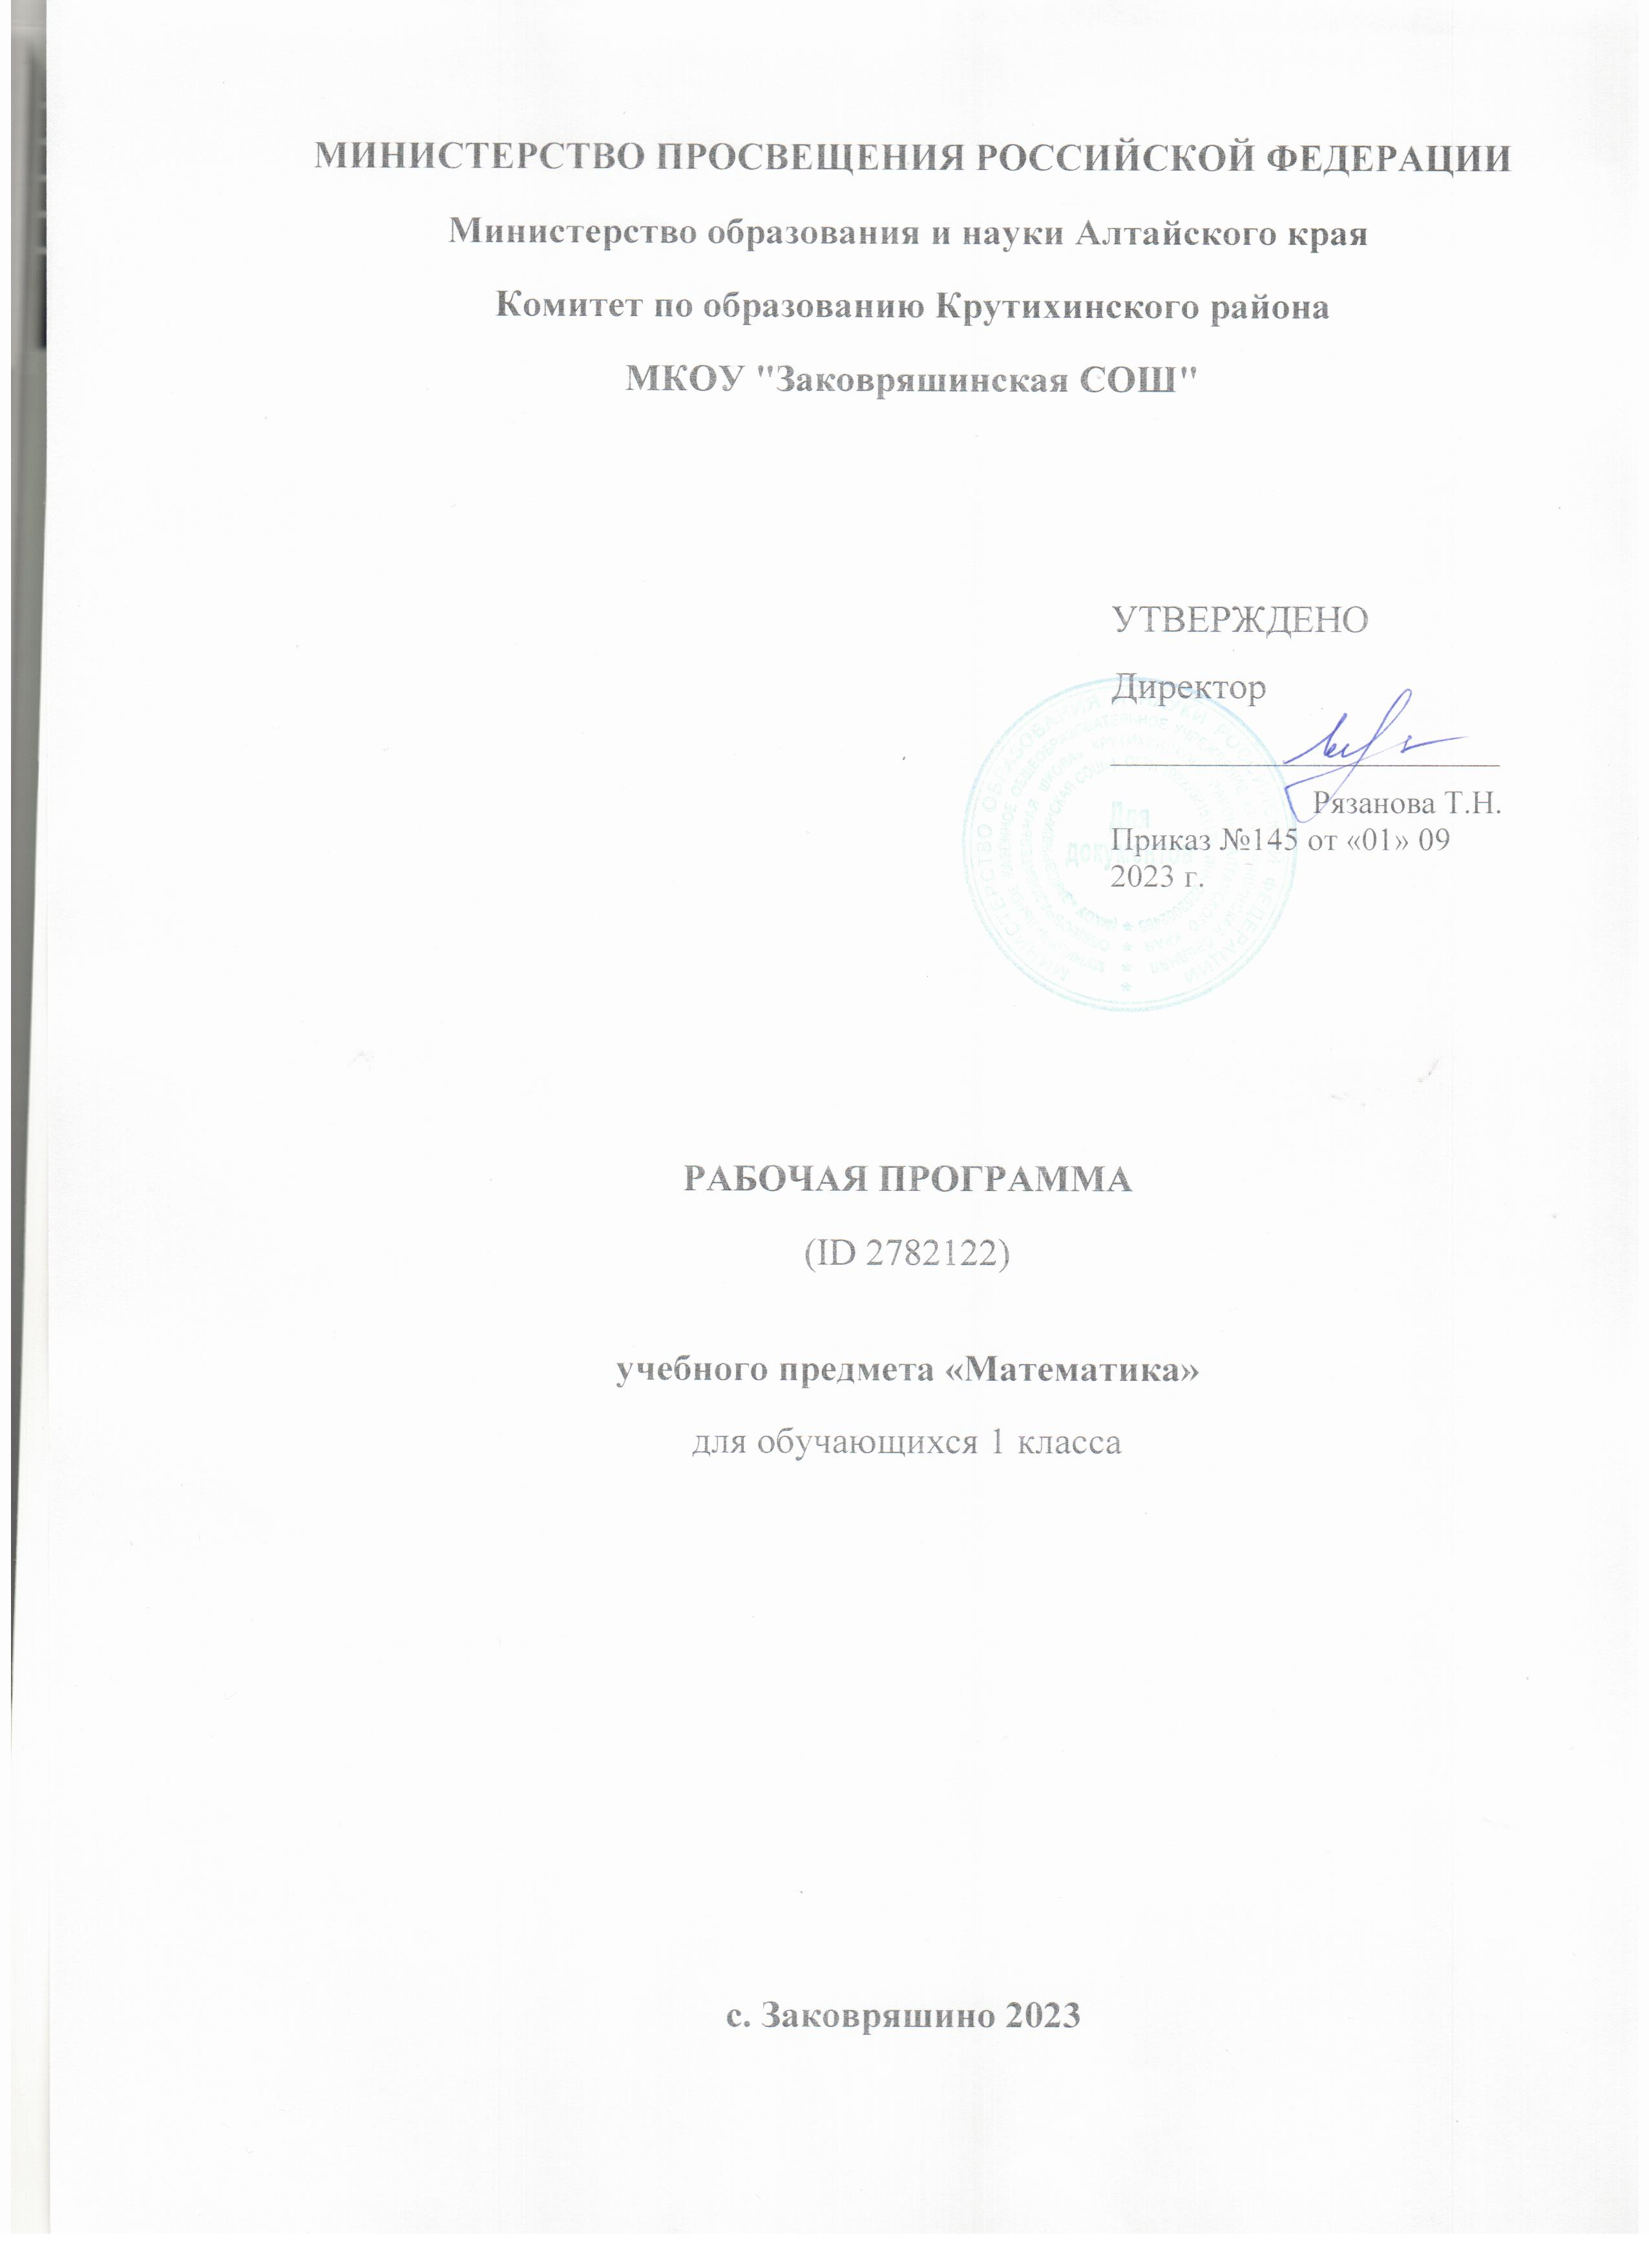 МИНИСТЕРСТВО ПРОСВЕЩЕНИЯ РОССИЙСКОЙ ФЕДЕРАЦИИ
Министерство образования и науки Алтайского края
Комитет по образованию Крутихинского района
МКОУ "Заковряшинская СОШ"
УТВЕРЖДЕНО
Директор
Рязанова Т.Н.
Приказ №145 от «01» 09
2023 г.
Для
документов
РАБОЧАЯ ПРОГРАММА
(ID 2782122)
учебного предмета «Математика»
для обучающихся 1 класса
с. Заковряшино 2023